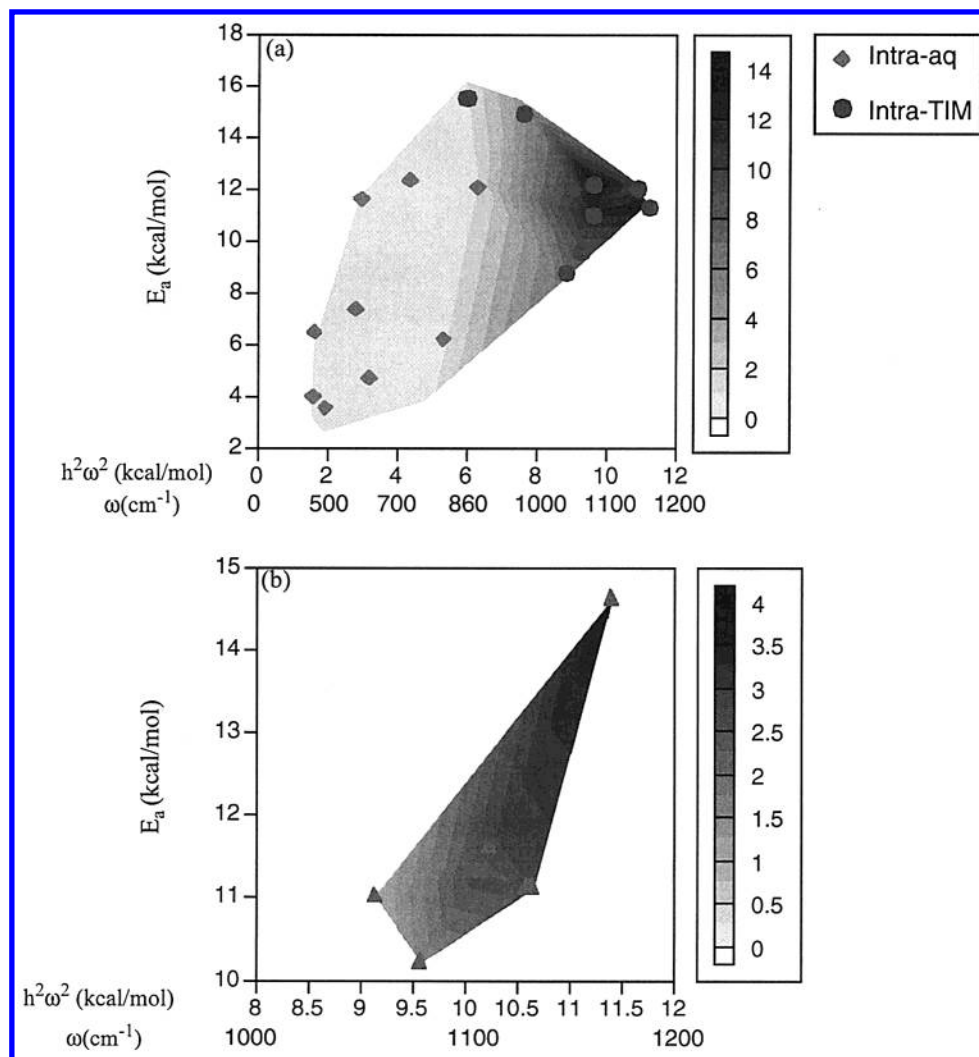 (a)
18
16
14
12
10
8
6
4
2
E_a (kcal/mol)
0 2 4 6 8 10 12
h²ω² (kcal/mol)
0 500 700 860 1000 1100 1200
ω(cm⁻¹)
14
12
10
8
6
4
2
0
Intra-aq
Intra-TIM
(b)
15
14
13
12
11
10
E_a (kcal/mol)
8 8.5 9 9.5 10 10.5 11 11.5 12
h²ω² (kcal/mol)
1000 1100 1200
ω(cm⁻¹)
4
3.5
3
2.5
2
1.5
1
0.5
0